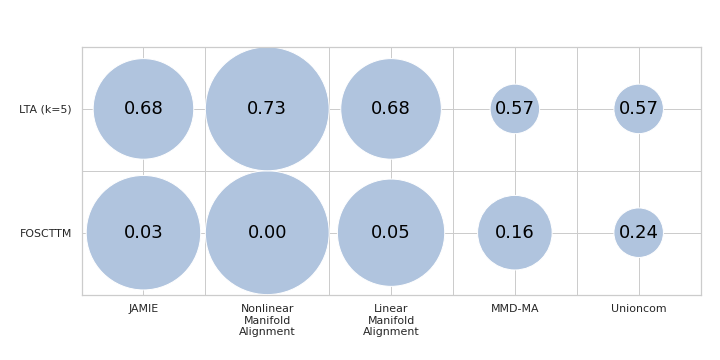 LTA (k=5) 0.68 0.73 0.68 0.57 0.57
FOSCTTM 0.03 0.00 0.05 0.16 0.24
JAMIE Nonlinear Linear MMD-MA Unioncom
Manifold Manifold
Alignment Alignment